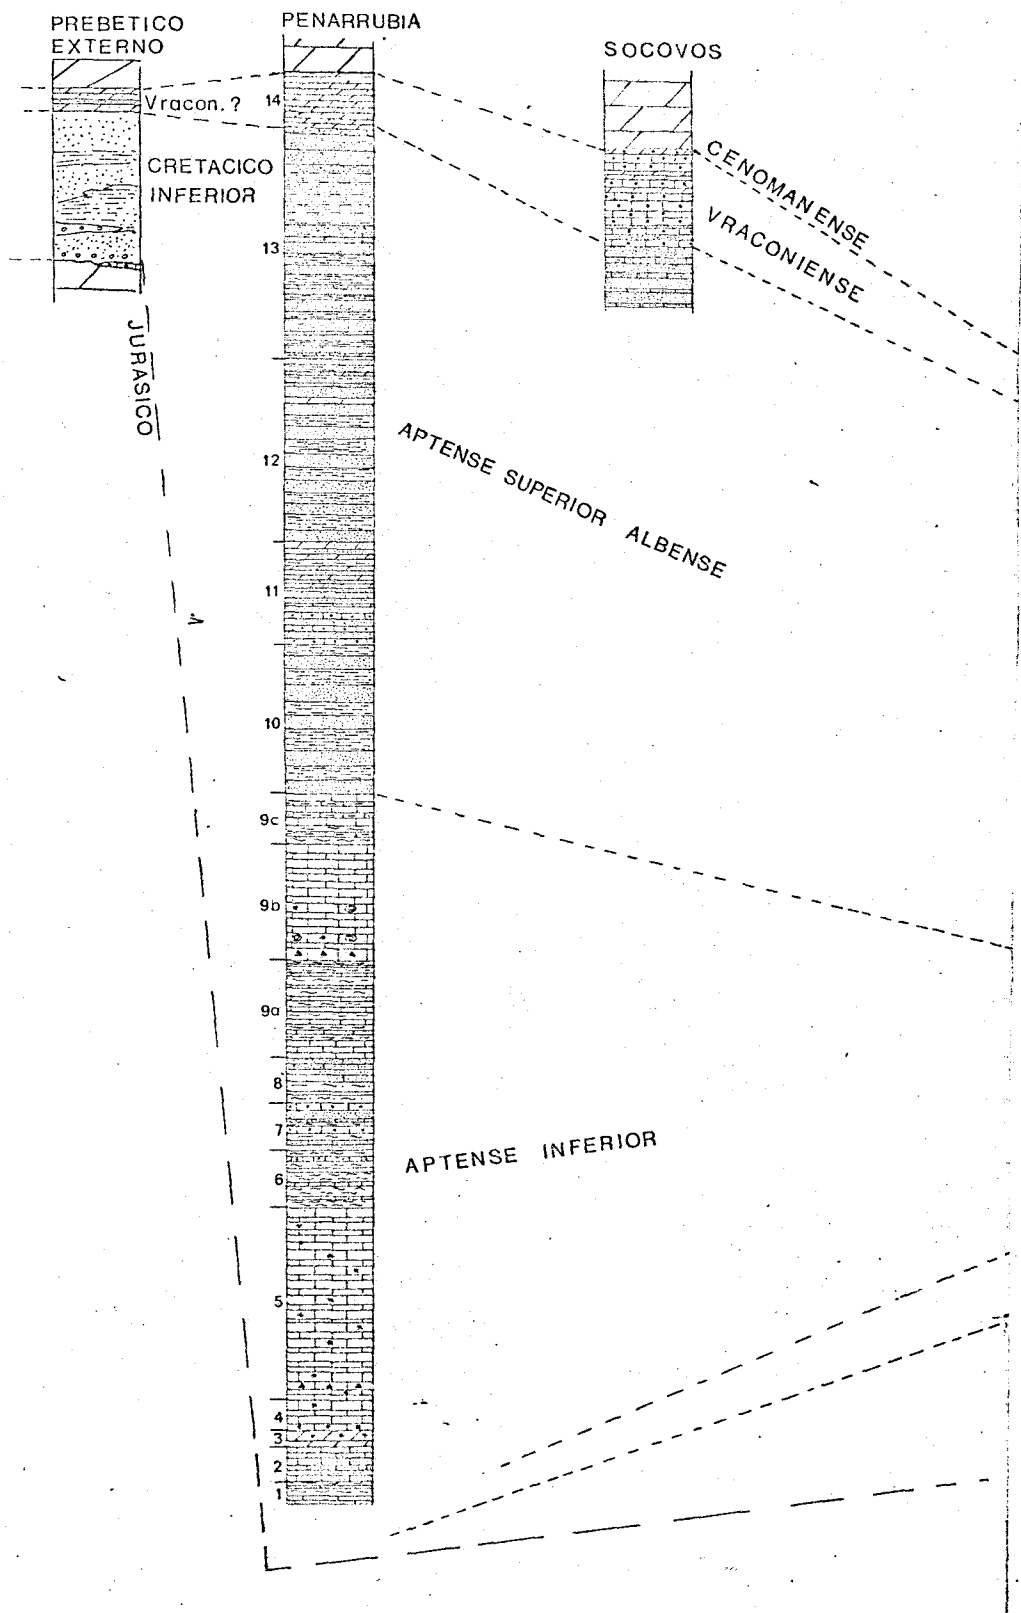 PREBETICO
EXTERNO
PENARRUBIA
SOCOVOS
Vracon.?
14
CRETACICO
INFERIOR
CENOMANENSE
VRACONIENSE
13
JURASICO
APTENSE SUPERIOR ALBENSE
12
11
10
9c
9b
9a
8
7
APTENSE INFERIOR
6
5
4
3
2
1